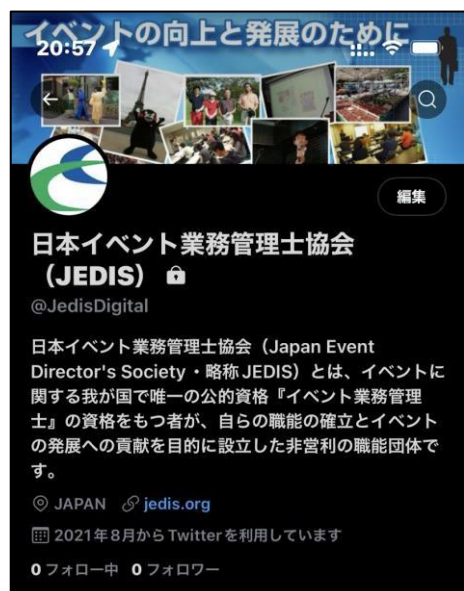 イベントの向上と発展のために
20:57
編集
日本イベント業務管理士協会
（JEDIS）
@JedisDigital
日本イベント業務管理士協会（Japan Event
Director's Society・略称JEDIS）とは、イベントに
関する我が国で唯一の公的資格『イベント業務管理
士』の資格をもつ者が、自らの職能の確立とイベント
の発展への貢献を目的に設立した非営利の職能団体で
す。
JAPAN jedis.org
2021年8月からTwitterを利用しています
0 フォロー中 0 フォロワー